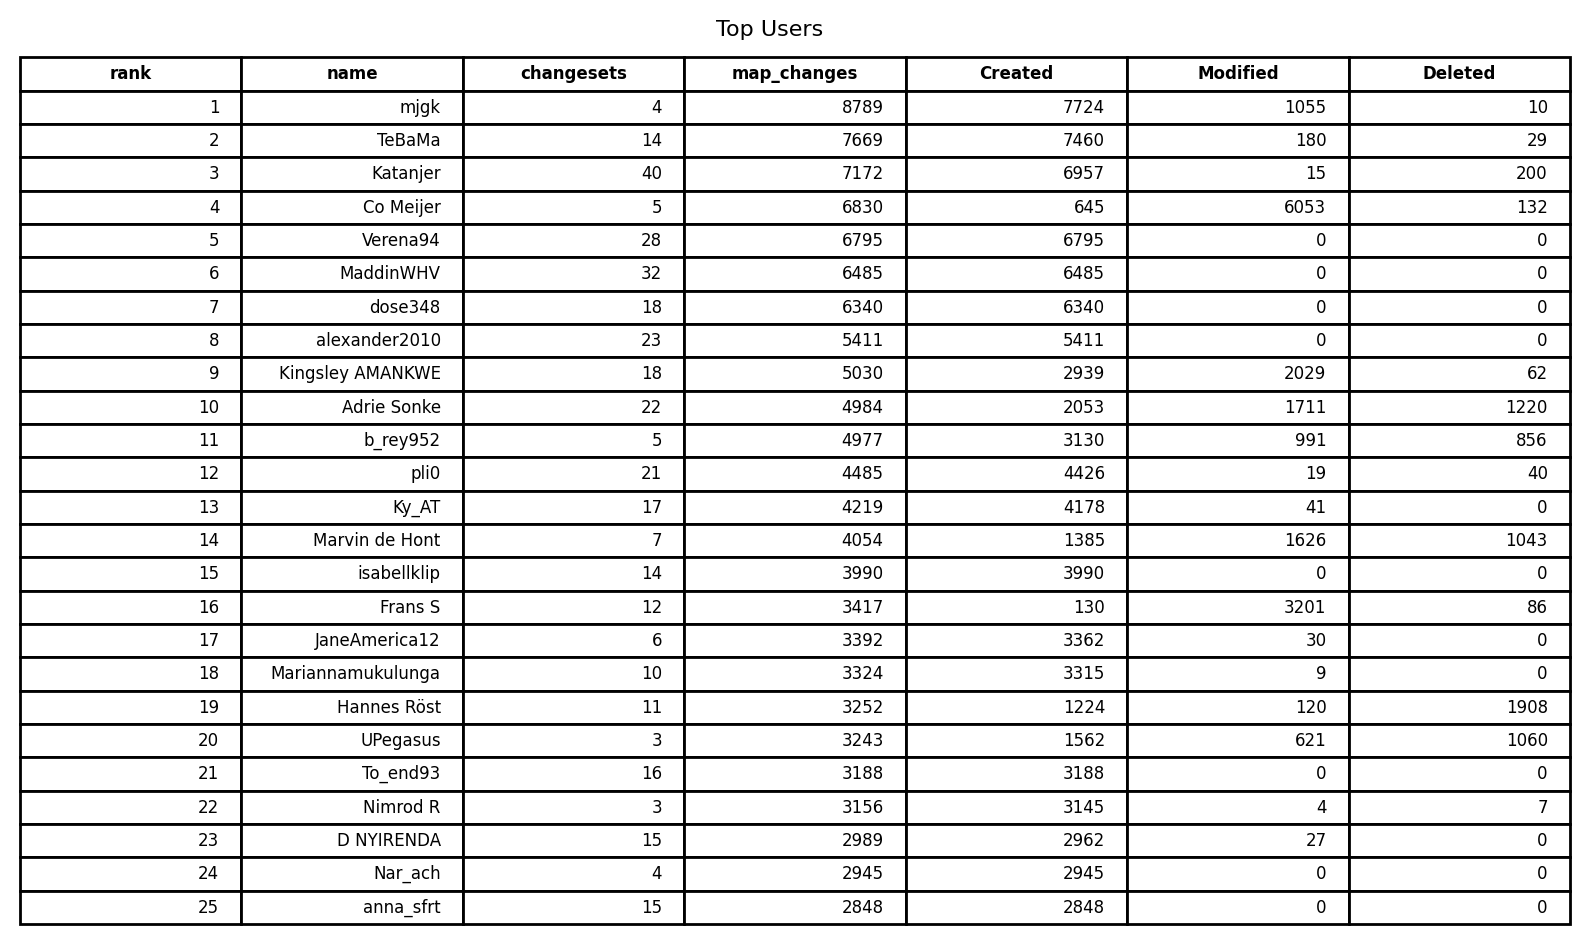 Top Users
rank name changesets map_changes Created Modified Deleted
1 mjgk 4 8789 7724 1055 10
2 TeBaMa 14 7669 7460 180 29
3 Katanjer 40 7172 6957 15 200
4 Co Meijer 5 6830 645 6053 132
5 Verena94 28 6795 6795 0 0
6 MaddinWHV 32 6485 6485 0 0
7 dose348 18 6340 6340 0 0
8 alexander2010 23 5411 5411 0 0
9 Kingsley AMANKWE 18 5030 2939 2029 62
10 Adrie Sonke 22 4984 2053 1711 1220
11 b_rey952 5 4977 3130 991 856
12 pli0 21 4485 4426 19 40
13 Ky_AT 17 4219 4178 41 0
14 Marvin de Hont 7 4054 1385 1626 1043
15 isabellklip 14 3990 3990 0 0
16 Frans S 12 3417 130 3201 86
17 JaneAmerica12 6 3392 3362 30 0
18 Mariannamukulunga 10 3324 3315 9 0
19 Hannes Röst 11 3252 1224 120 1908
20 UPegasus 3 3243 1562 621 1060
21 To_end93 16 3188 3188 0 0
22 Nimrod R 3 3156 3145 4 7
23 D NYIRENDA 15 2989 2962 27 0
24 Nar_ach 4 2945 2945 0 0
25 anna_sfrt 15 2848 2848 0 0